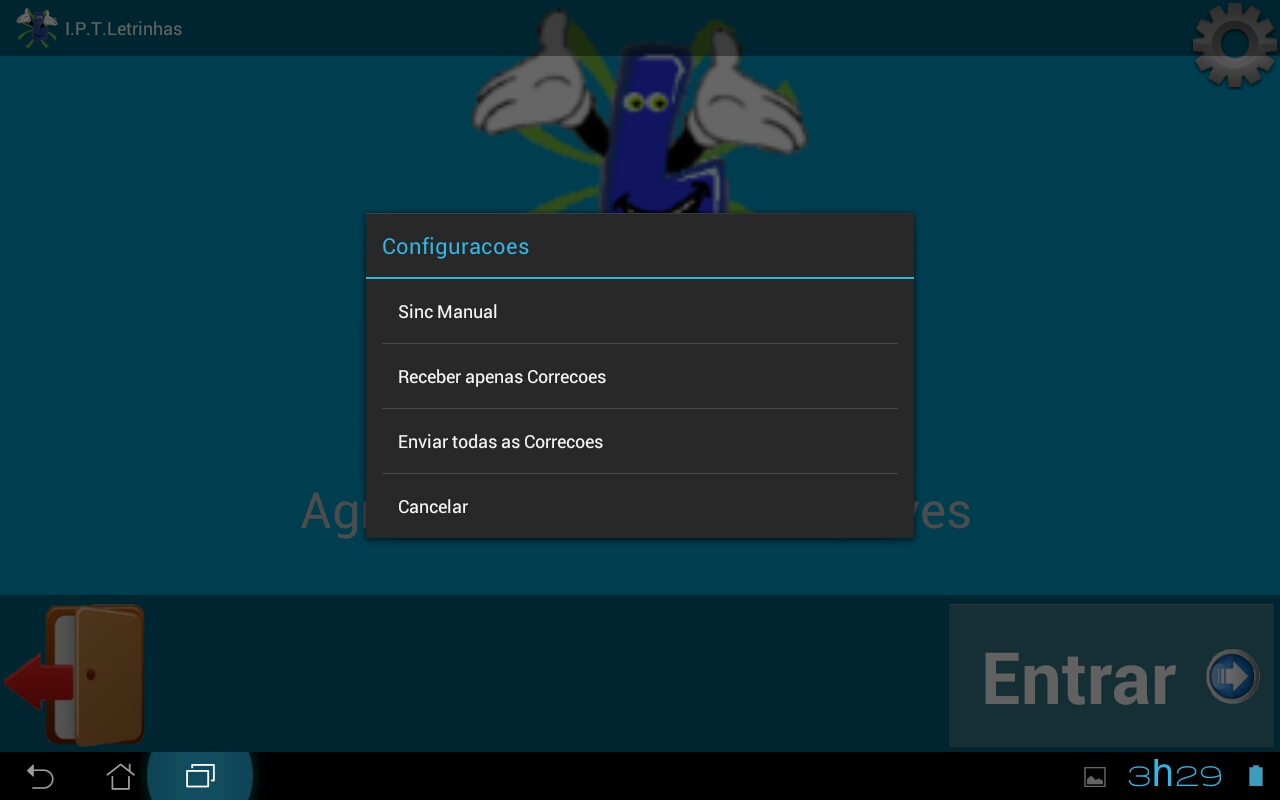 I.P.T.Letrinhas
Configuracoes
Sinc Manual
Receber apenas Correcoes
Enviar todas as Correcoes
Cancelar
Entrar
3h29